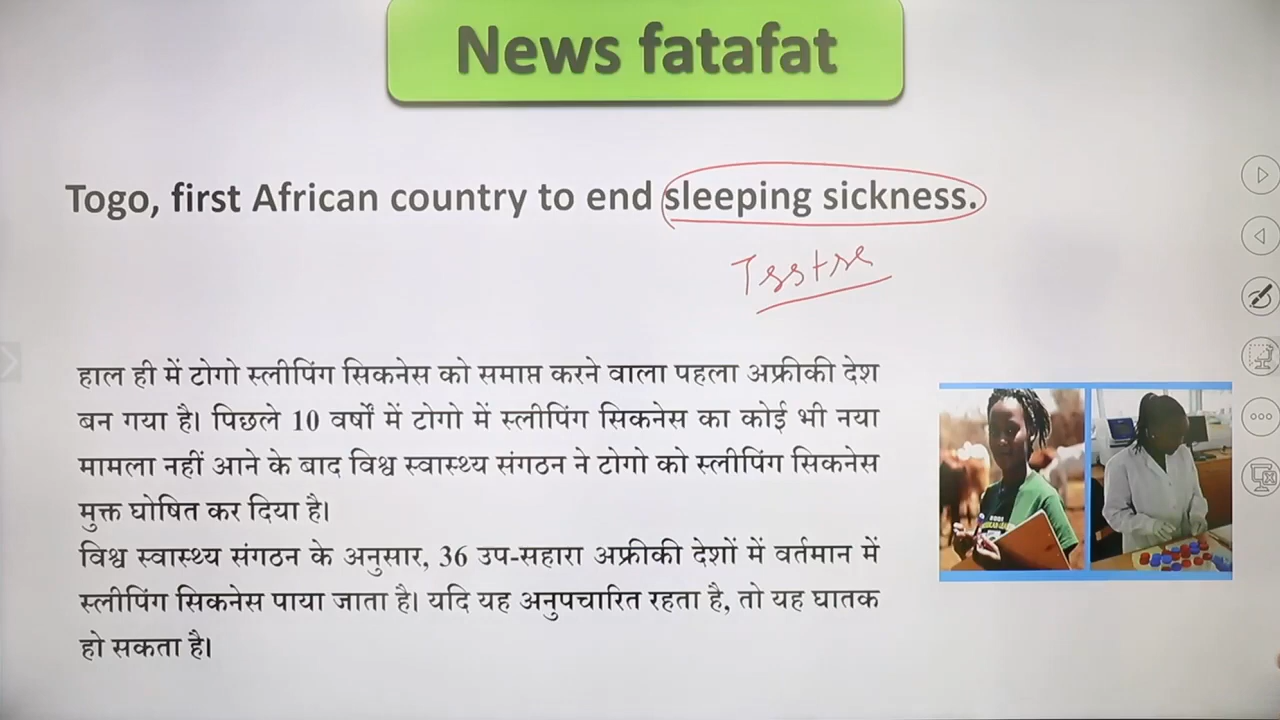 News fatafat
Togo, first African country to end sleeping sickness.
हाल ही में टोगो स्लीपिंग सिकनेस को समाप्त करने वाला पहला अफ्रीकी देश
बन गया है। पिछले 10 वर्षों में टोगो में स्लीपिंग सिकनेस का कोई भी नया
मामला नहीं आने के बाद विश्व स्वास्थ्य संगठन ने टोगो को स्लीपिंग सिकनेस
मुक्त घोषित कर दिया है।
विश्व स्वास्थ्य संगठन के अनुसार, 36 उप-सहारा अफ्रीकी देशों में वर्तमान में
स्लीपिंग सिकनेस पाया जाता है। यदि यह अनुपचारित रहता है, तो यह घातक
हो सकता है।